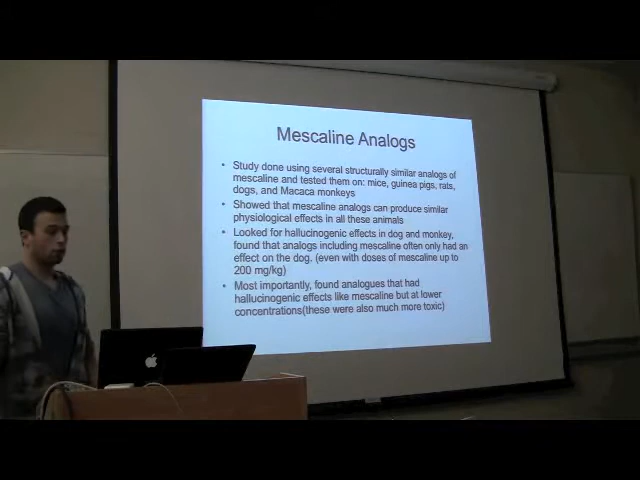 Mescaline Analogs
• Study done using several structurally similar analogs of
mescaline and tested them on: mice, guinea pigs, rats,
dogs, and Macaca monkeys
• Showed that mescaline analogs can produce similar
physiological effects in all these animals
• Looked for hallucinogenic effects in dog and monkey,
found that analogs including mescaline often only had an
effect on the dog. (even with doses of mescaline up to
200 mg/kg)
• Most importantly, found analogues that had
hallucinogenic effects like mescaline but at lower
concentrations(these were also much more toxic)